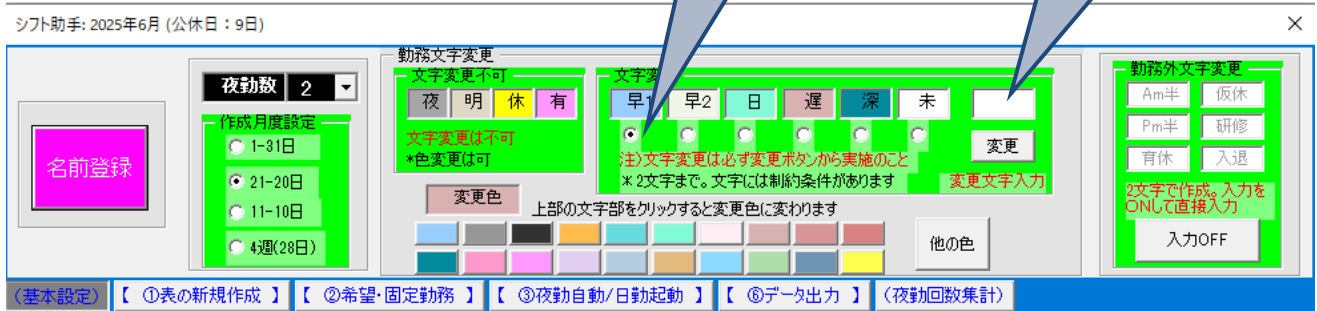 シフト助手: 2025年6月 (公休日：9日)
名前登録
夜勤数 2
作成月度設定
1-31日
21-20日
11-10日
4週(28日)
勤務文字変更
文字変更不可
夜 明 休 有
文字変更は不可
*色変更は可
文字変
早1 早2 日 遅 深 未
変更
注)文字変更は必ず変更ボタンから実施のこと
*2文字まで。文字には制約条件があります
変更文字入力
変更色
上部の文字部をクリックすると変更色に変わります
他の色
勤務外文字変更
Am半 仮休
Pm半 研修
育休 入退
2文字で作成。入力を
ONして直接入力
入力OFF
(基本設定) 【 ①表の新規作成 】 【 ②希望・固定勤務 】 【 ③夜勤自動/日勤起動 】 【 ⑥データ出力 】 (夜勤回数集計)